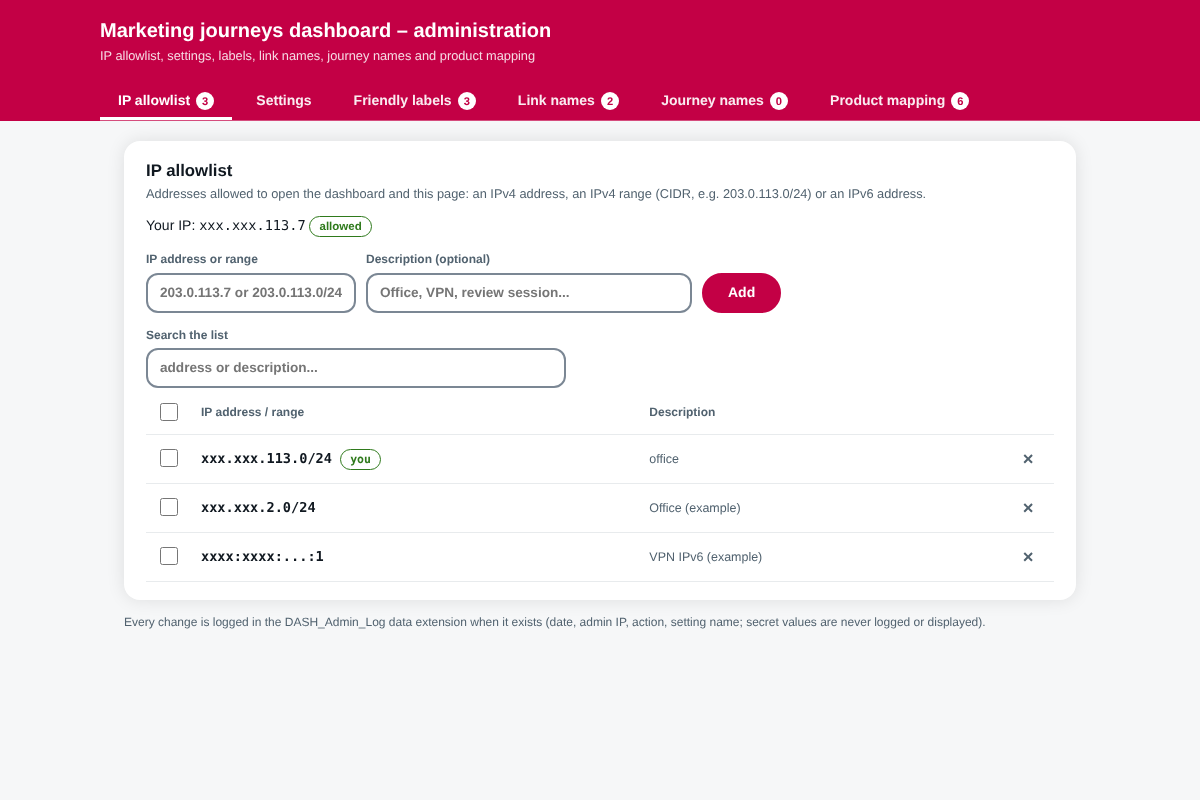 Marketing journeys dashboard – administration
IP allowlist, settings, labels, link names, journey names and product mapping
IP allowlist 3 Settings Friendly labels 3 Link names 2 Journey names 0 Product mapping 6
IP allowlist
Addresses allowed to open the dashboard and this page: an IPv4 address, an IPv4 range (CIDR, e.g. 203.0.113.0/24) or an IPv6 address.
Your IP: xxx.xxx.113.7 allowed
IP address or range Description (optional)
203.0.113.7 or 203.0.113.0/24 Office, VPN, review session... Add
Search the list
address or description...
IP address / range Description
xxx.xxx.113.0/24 you office ×
xxx.xxx.2.0/24 Office (example) ×
xxxx:xxxx:...:1 VPN IPv6 (example) ×
Every change is logged in the DASH_Admin_Log data extension when it exists (date, admin IP, action, setting name; secret values are never logged or displayed).